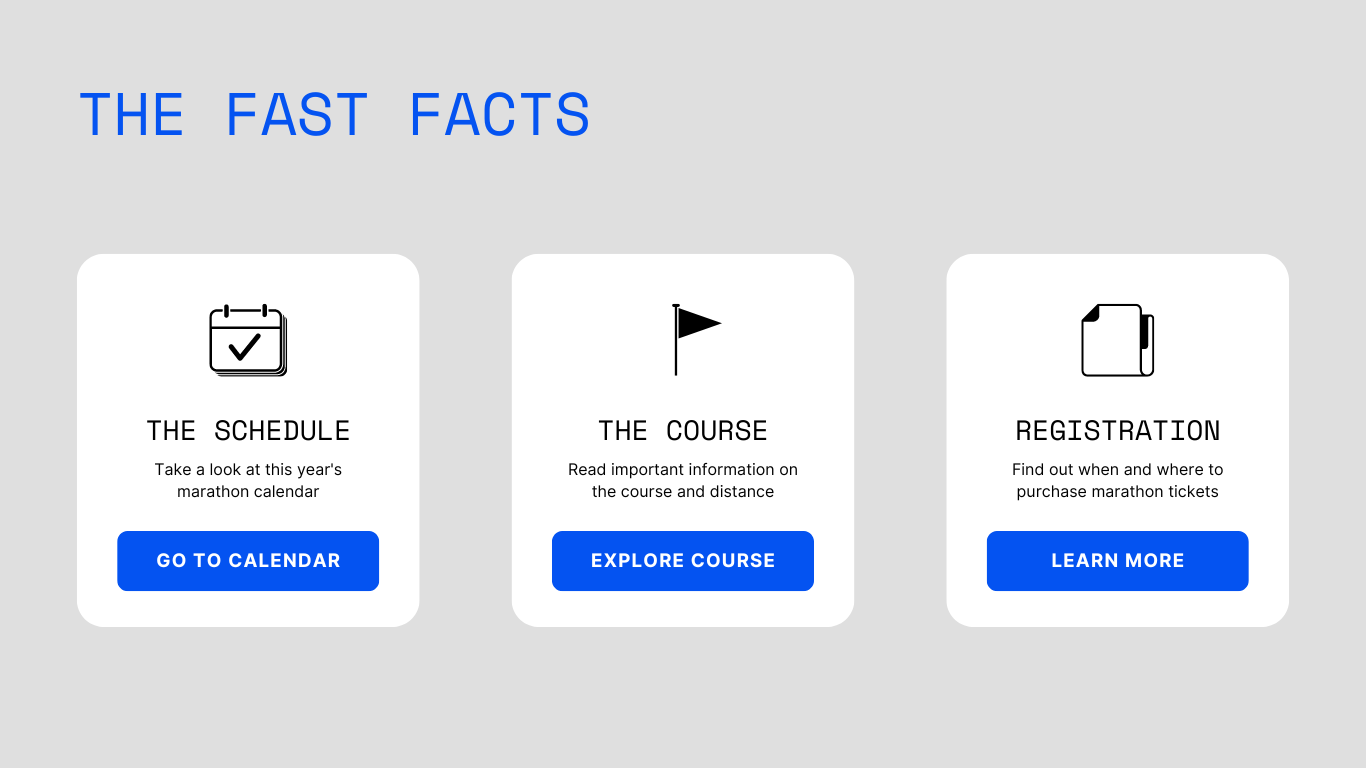 THE FAST FACTS
THE SCHEDULE
Take a look at this year's
marathon calendar
GO TO CALENDAR
THE COURSE
Read important information on
the course and distance
EXPLORE COURSE
REGISTRATION
Find out when and where to
purchase marathon tickets
LEARN MORE